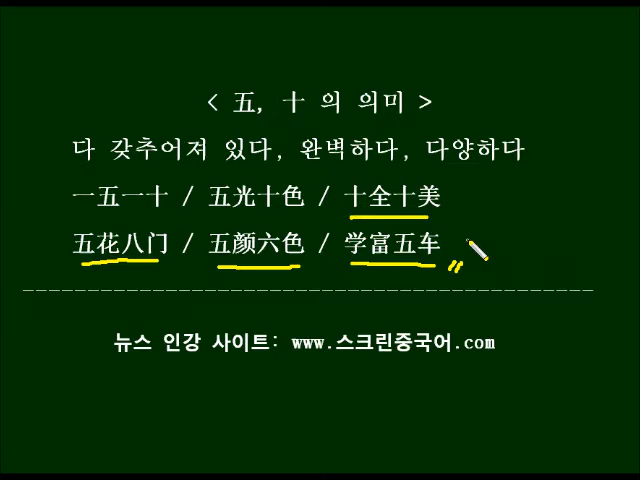 < 五, 十 의 의미 >
다 갖추어져 있다, 완벽하다, 다양하다
一五一十 / 五光十色 / 十全十美
五花八门 / 五颜六色 / 学富五车
뉴스 인강 사이트: www.스크린중국어.com